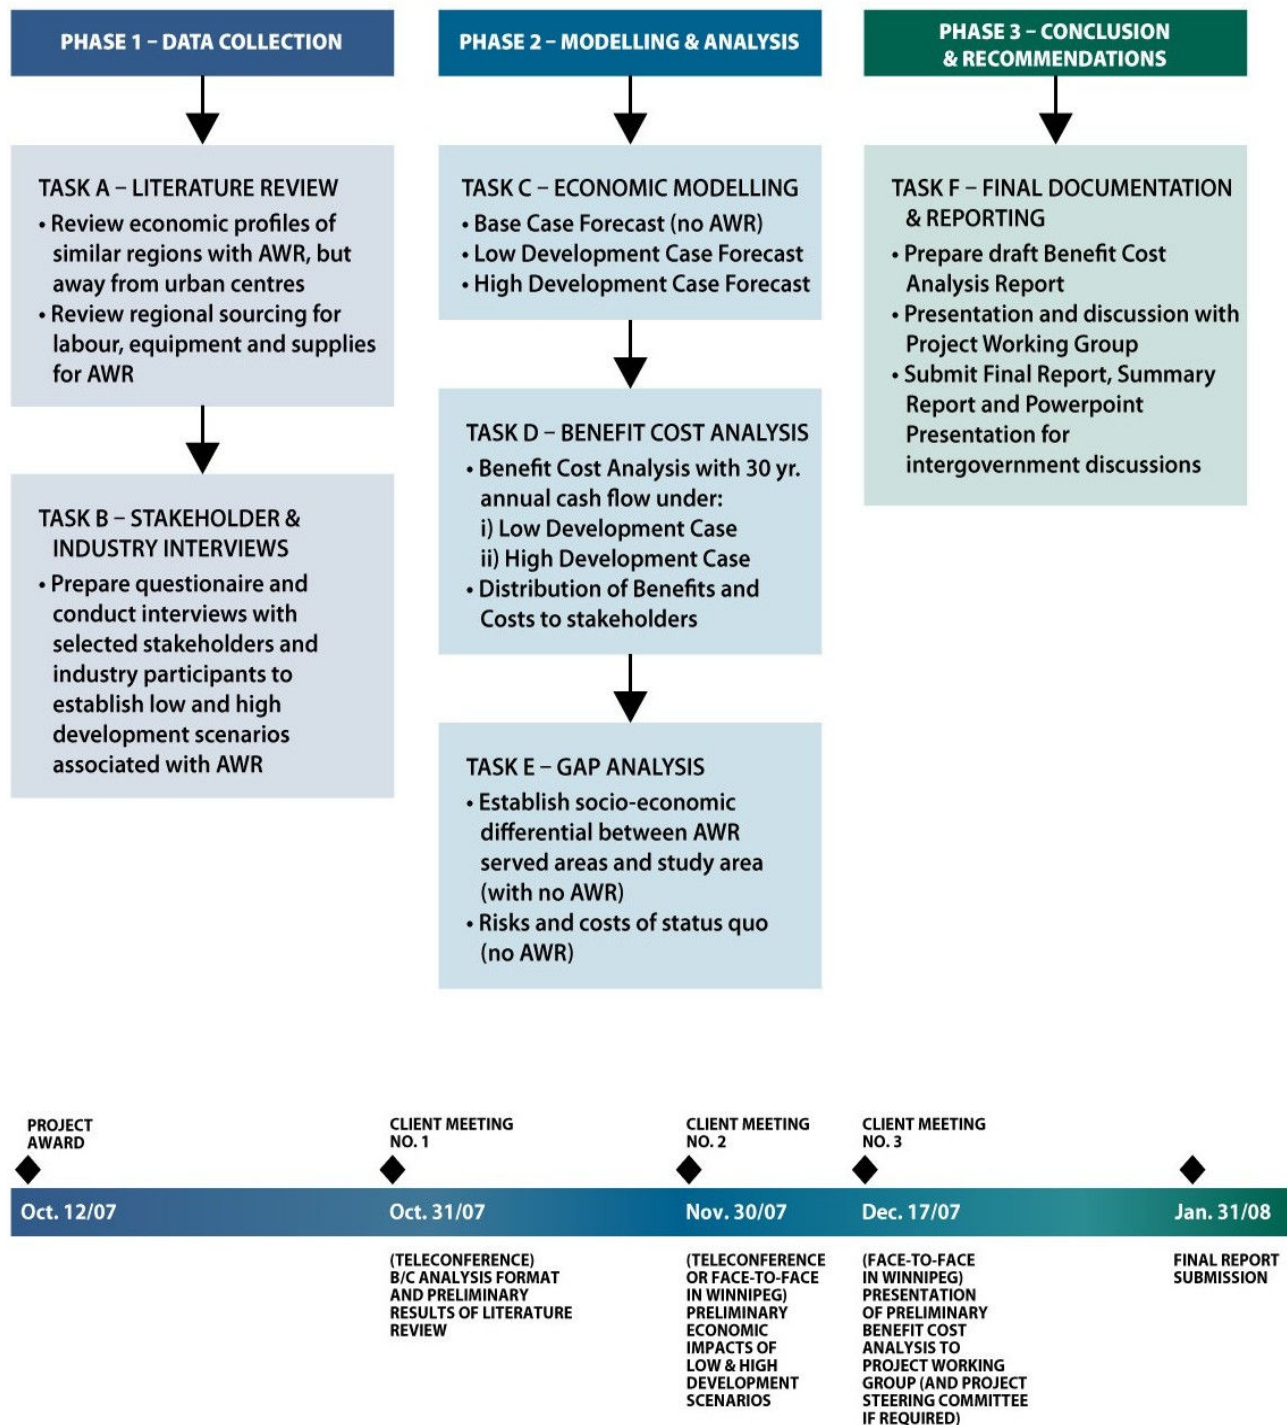 PHASE 1 – DATA COLLECTION
TASK A – LITERATURE REVIEW
• Review economic profiles of
similar regions with AWR, but
away from urban centres
• Review regional sourcing for
labour, equipment and supplies
for AWR
TASK B – STAKEHOLDER &
INDUSTRY INTERVIEWS
• Prepare questionaire and
conduct interviews with
selected stakeholders and
industry participants to
establish low and high
development scenarios
associated with AWR
PHASE 2 – MODELLING & ANALYSIS
TASK C – ECONOMIC MODELLING
• Base Case Forecast (no AWR)
• Low Development Case Forecast
• High Development Case Forecast
TASK D – BENEFIT COST ANALYSIS
• Benefit Cost Analysis with 30 yr.
annual cash flow under:
i) Low Development Case
ii) High Development Case
• Distribution of Benefits and
Costs to stakeholders
TASK E – GAP ANALYSIS
• Establish socio-economic
differential between AWR
served areas and study area
(with no AWR)
• Risks and costs of status quo
(no AWR)
PHASE 3 – CONCLUSION
& RECOMMENDATIONS
TASK F – FINAL DOCUMENTATION
& REPORTING
• Prepare draft Benefit Cost
Analysis Report
• Presentation and discussion with
Project Working Group
• Submit Final Report, Summary
Report and Powerpoint
Presentation for
intergovernment discussions
PROJECT
AWARD
Oct. 12/07
CLIENT MEETING
NO. 1
Oct. 31/07
(TELECONFERENCE)
B/C ANALYSIS FORMAT
AND PRELIMINARY
RESULTS OF LITERATURE
REVIEW
CLIENT MEETING
NO. 2
Nov. 30/07
(TELECONFERENCE
OR FACE-TO-FACE
IN WINNIPEG)
PRELIMINARY
ECONOMIC
IMPACTS OF
LOW & HIGH
DEVELOPMENT
SCENARIOS
CLIENT MEETING
NO. 3
Dec. 17/07
(FACE-TO-FACE
IN WINNIPEG)
PRESENTATION
OF PRELIMINARY
BENEFIT COST
ANALYSIS TO
PROJECT WORKING
GROUP (AND PROJECT
STEERING COMMITTEE
IF REQUIRED)
Jan. 31/08
FINAL REPORT
SUBMISSION